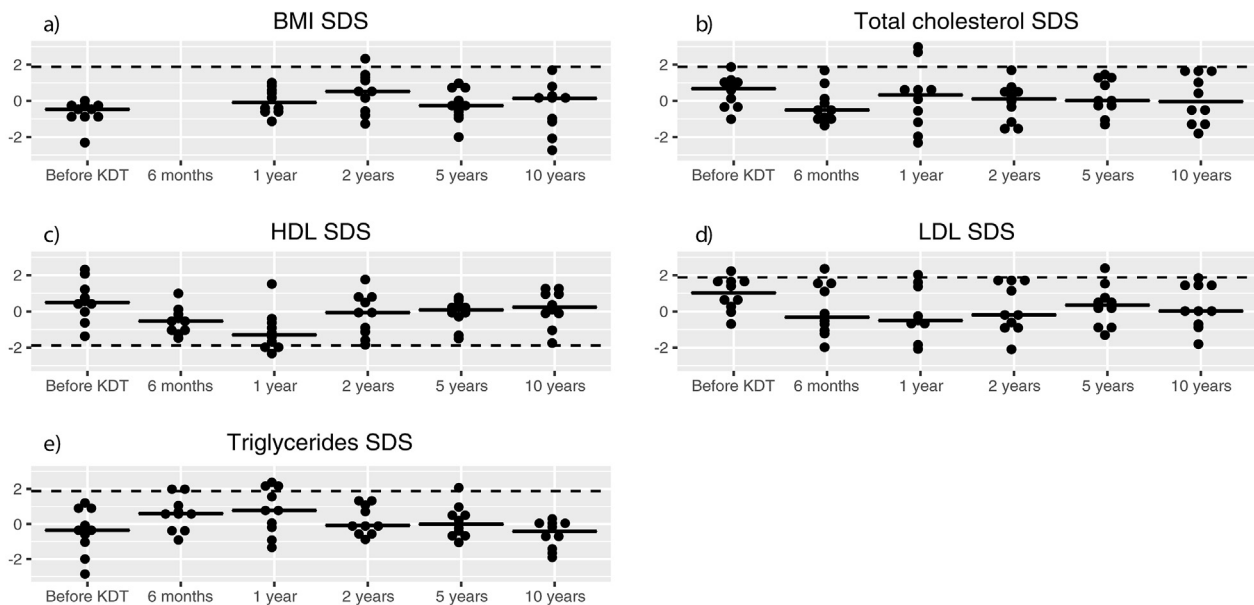 a) BMI SDS
2
0
-2
Before KDT 6 months 1 year 2 years 5 years 10 years
b) Total cholesterol SDS
2
0
-2
Before KDT 6 months 1 year 2 years 5 years 10 years
c) HDL SDS
2
0
-2
Before KDT 6 months 1 year 2 years 5 years 10 years
d) LDL SDS
2
0
-2
Before KDT 6 months 1 year 2 years 5 years 10 years
e) Triglycerides SDS
2
0
-2
Before KDT 6 months 1 year 2 years 5 years 10 years